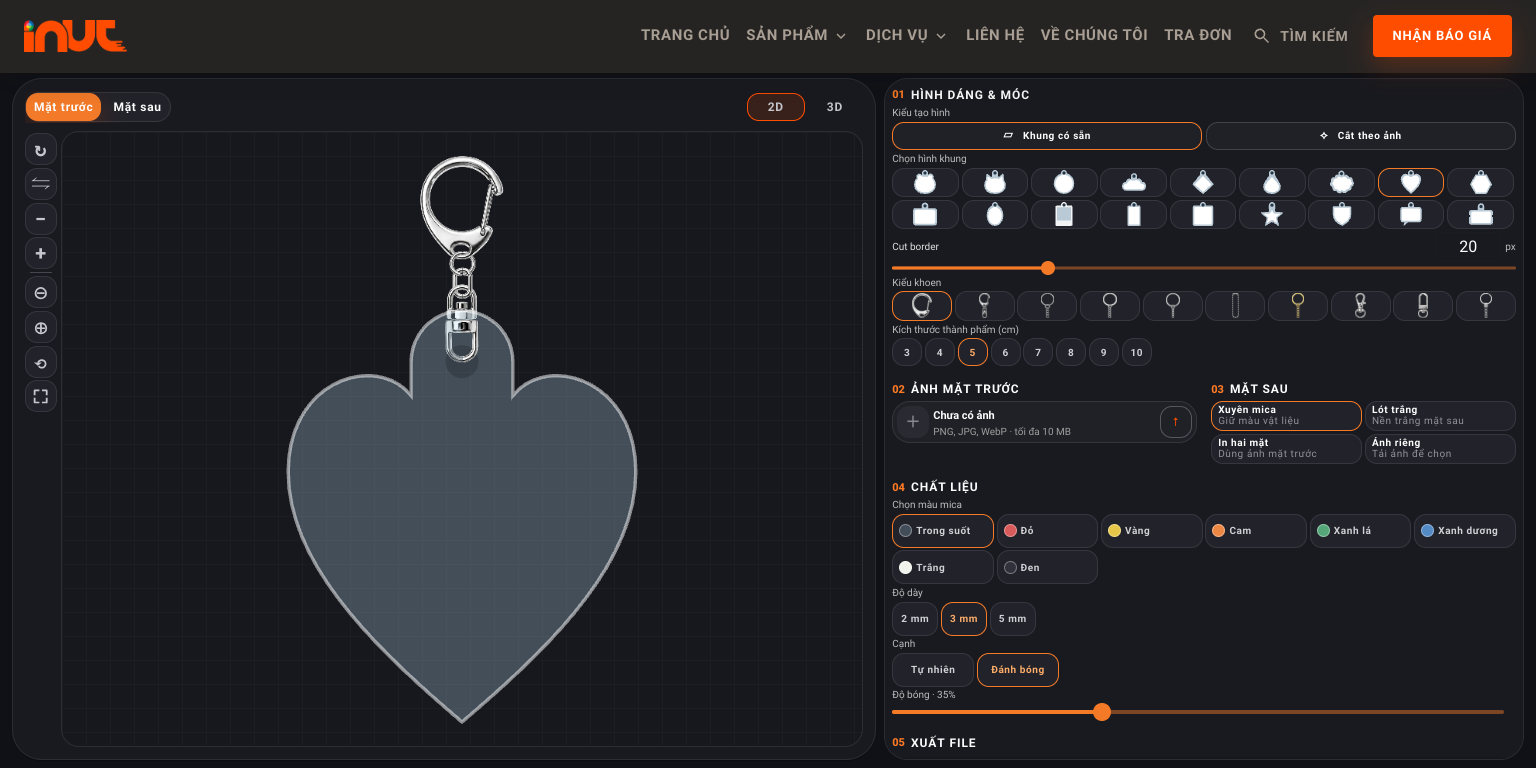 inut
TRANG CHỦ SẢN PHẨM DỊCH VỤ LIÊN HỆ VỀ CHÚNG TÔI TRA ĐƠN TÌM KIẾM NHẬN BÁO GIÁ
Mặt trước Mặt sau
2D 3D
01 HÌNH DÁNG & MÓC
Kiểu tạo hình
Khung có sẵn Cắt theo ảnh
Chọn hình khung
Cut border 20 px
Kiểu khoen
Kích thước thành phẩm (cm)
3 4 5 6 7 8 9 10
02 ẢNH MẶT TRƯỚC
Chưa có ảnh
PNG, JPG, WebP · tối đa 10 MB
03 MẶT SAU
Xuyên mica
Giữ màu vật liệu
Lót trắng
Nền trắng mặt sau
In hai mặt
Dùng ảnh mặt trước
Ảnh riêng
Tải ảnh để chọn
04 CHẤT LIỆU
Chọn màu mica
Trong suốt Đỏ Vàng Cam Xanh lá Xanh dương
Trắng Đen
Độ dày
2 mm 3 mm 5 mm
Cạnh
Tự nhiên Đánh bóng
Độ bóng · 35%
05 XUẤT FILE